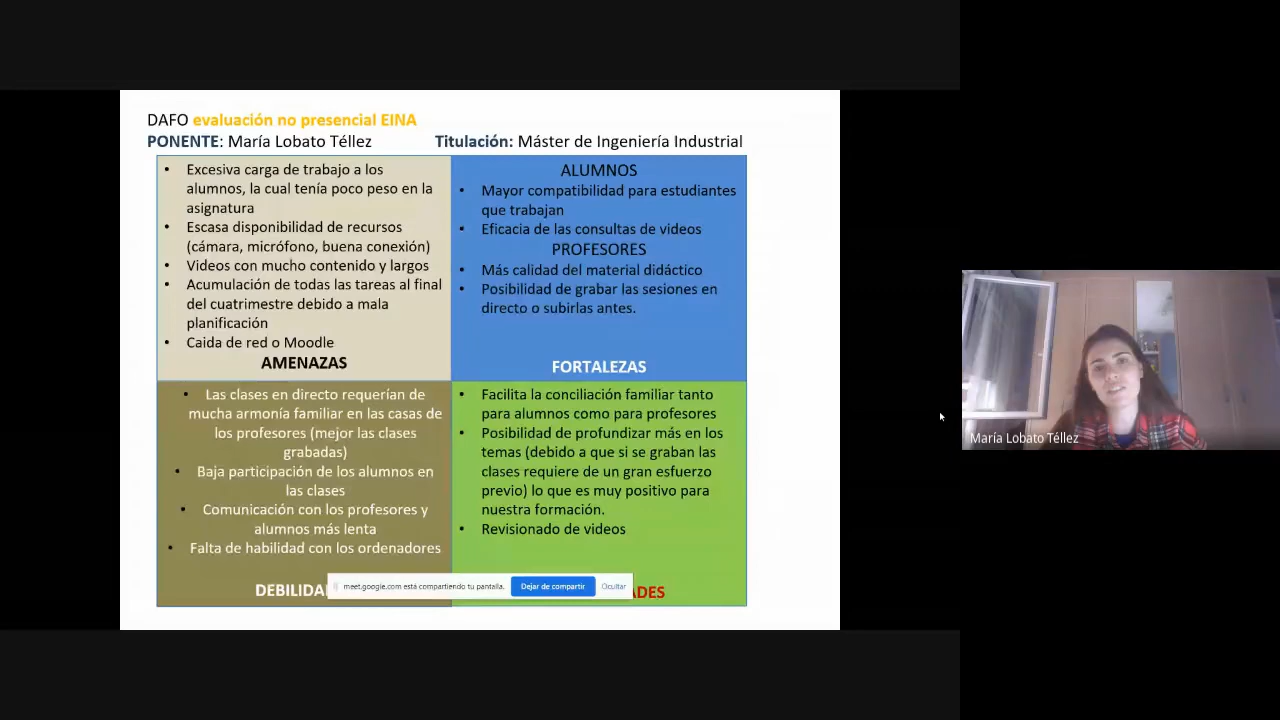 DAFO evaluación no presencial EINA
PONENTE: María Lobato Téllez Titulación: Máster de Ingeniería Industrial
• Excesiva carga de trabajo a los
alumnos, la cual tenía poco peso en la
asignatura
• Escasa disponibilidad de recursos
(cámara, micrófono, buena conexión)
• Videos con mucho contenido y largos
• Acumulación de todas las tareas al final
del cuatrimestre debido a mala
planificación
• Caida de red o Moodle
AMENAZAS
ALUMNOS
• Mayor compatibilidad para estudiantes
que trabajan
• Eficacia de las consultas de videos
PROFESORES
• Más calidad del material didáctico
• Posibilidad de grabar las sesiones en
directo o subirlas antes.
FORTALEZAS
• Las clases en directo requerían de
mucha armonía familiar en las casas de
los profesores (mejor las clases
grabadas)
• Baja participación de los alumnos en
las clases
• Comunicación con los profesores y
alumnos más lenta
• Falta de habilidad con los ordenadores
DEBILIDA
• Facilita la conciliación familiar tanto
para alumnos como para profesores
• Posibilidad de profundizar más en los
temas (debido a que si se graban las
clases requiere de un gran esfuerzo
previo) lo que es muy positivo para
nuestra formación.
• Revisionado de videos
ADES
meet.google.com está compartiendo tu pantalla. Dejar de compartir Ocultar
María Lobato Téllez